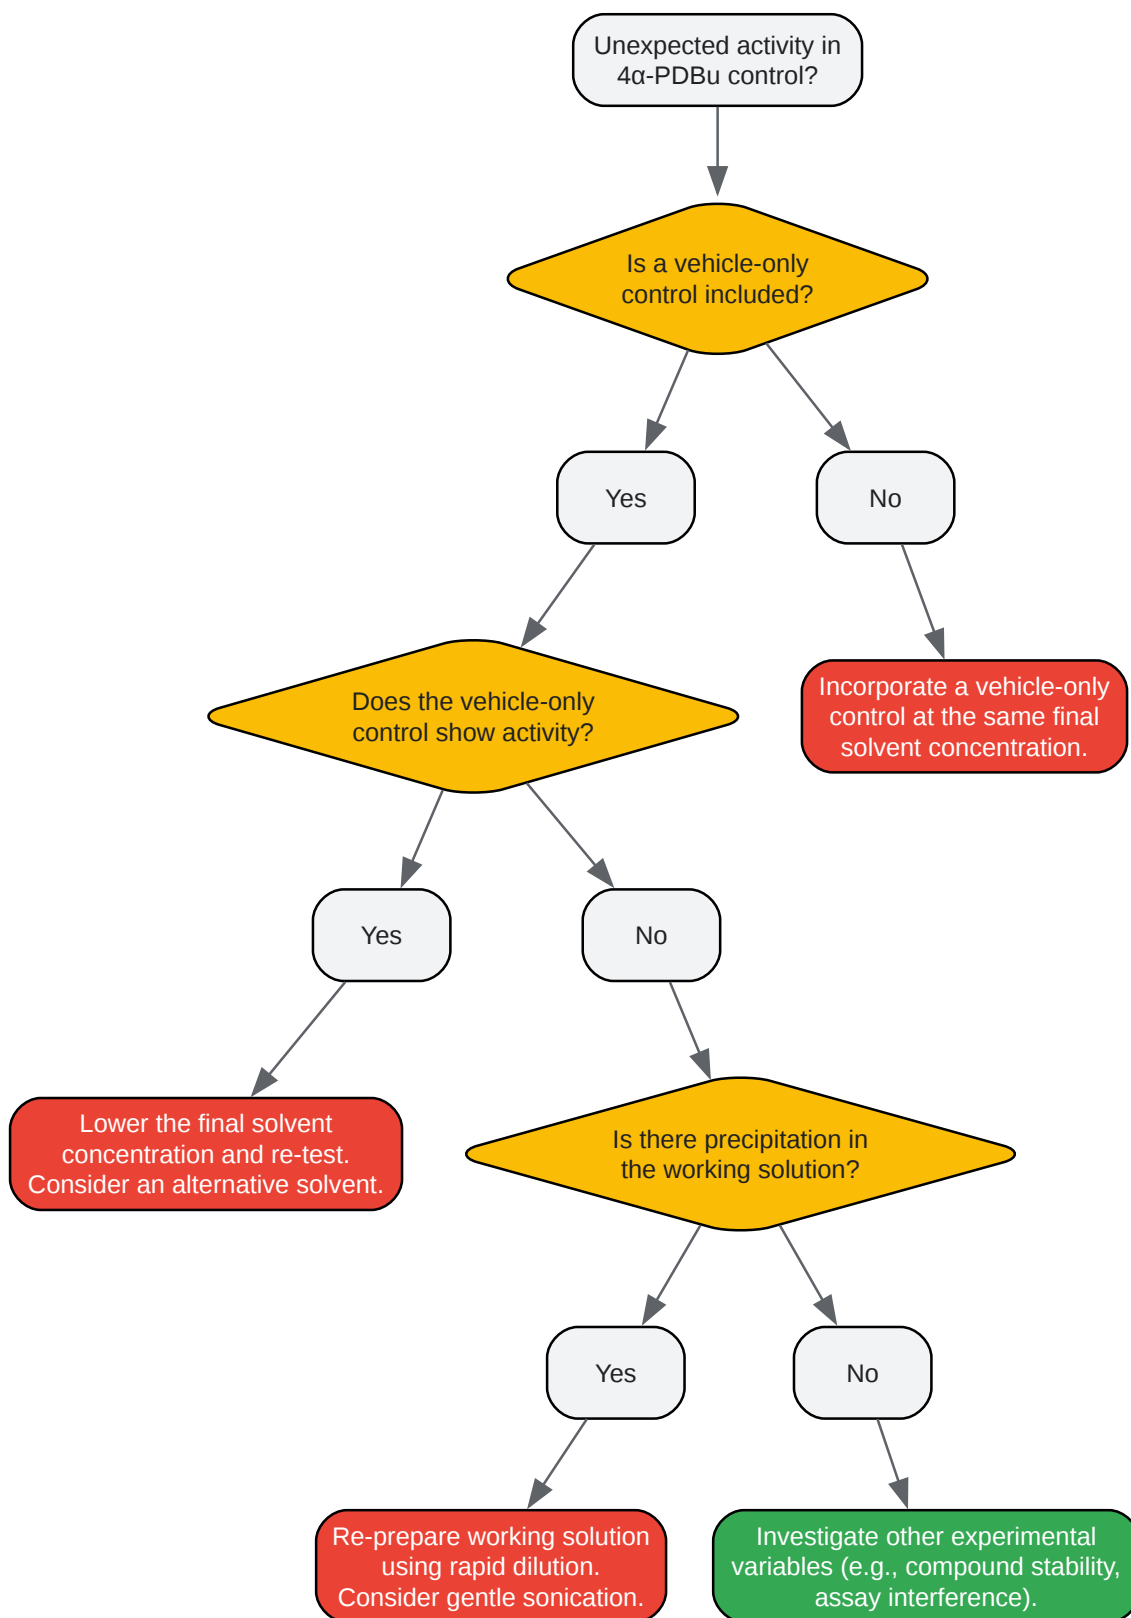 Unexpected activity in
4α-PDBu control?
Is a vehicle-only
control included?
Yes
No
Does the vehicle-only
control show activity?
Incorporate a vehicle-only
control at the same final
solvent concentration.
Yes
No
Lower the final solvent
concentration and re-test.
Consider an alternative solvent.
Is there precipitation in
the working solution?
Yes
No
Re-prepare working solution
using rapid dilution.
Consider gentle sonication.
Investigate other experimental
variables (e.g., compound stability,
assay interference).